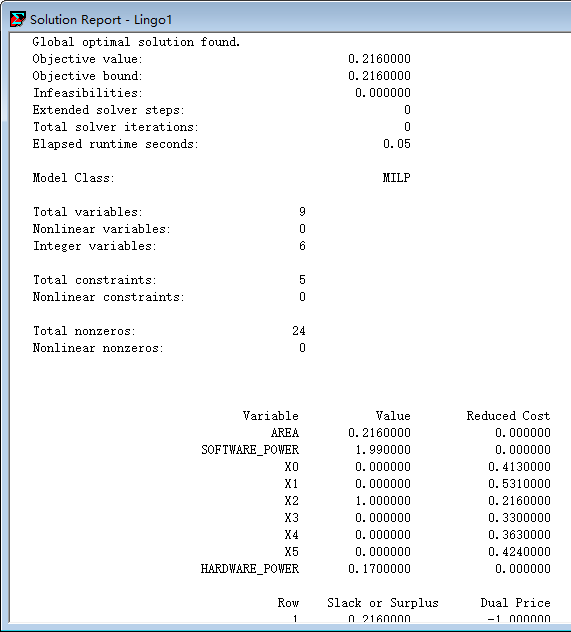 Solution Report - Lingo1
Global optimal solution found.
Objective value: 0.2160000
Objective bound: 0.2160000
Infeasibilities: 0.000000
Extended solver steps: 0
Total solver iterations: 0
Elapsed runtime seconds: 0.05
Model Class: MILP
Total variables: 9
Nonlinear variables: 0
Integer variables: 6
Total constraints: 5
Nonlinear constraints: 0
Total nonzeros: 24
Nonlinear nonzeros: 0
Variable Value Reduced Cost
AREA 0.2160000 0.000000
SOFTWARE_POWER 1.990000 0.000000
X0 0.000000 0.4130000
X1 0.000000 0.5310000
X2 1.000000 0.2160000
X3 0.000000 0.3300000
X4 0.000000 0.3630000
X5 0.000000 0.4240000
HARDWARE_POWER 0.1700000 0.000000
Row Slack or Surplus Dual Price
1 0.2160000 -1.000000